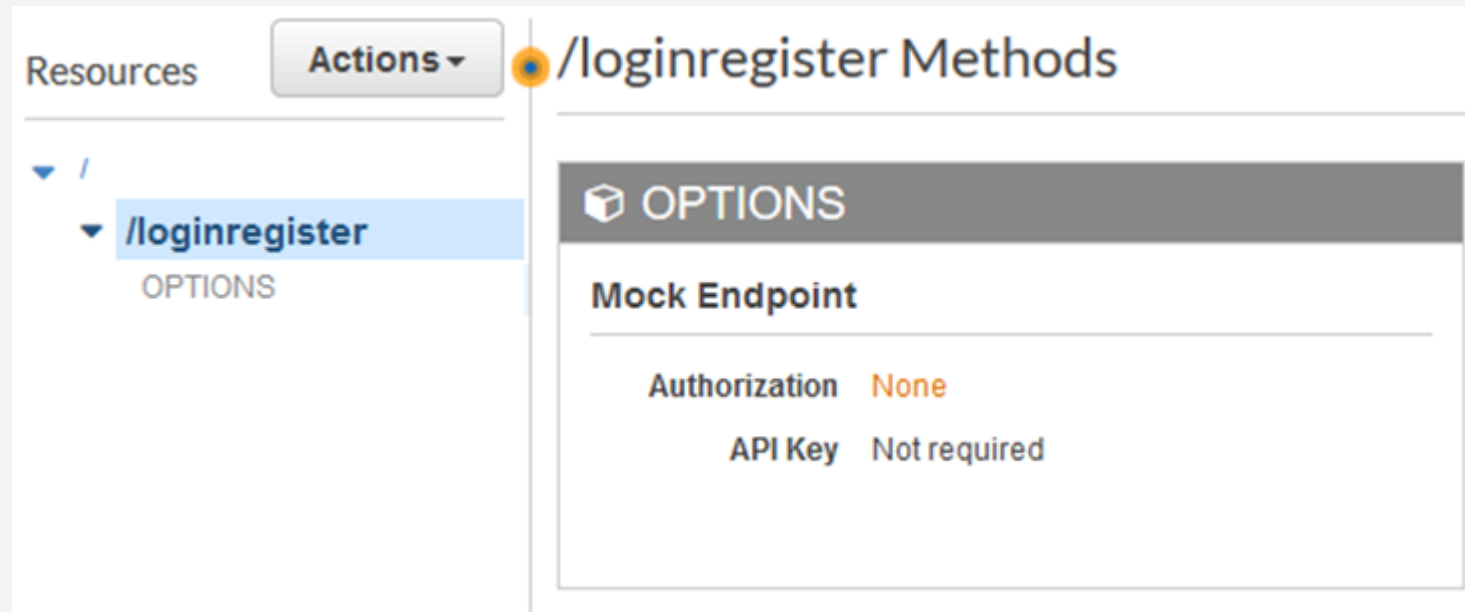 Resources
Actions
/loginregister Methods
/
/loginregister
OPTIONS
OPTIONS
Mock Endpoint
Authorization None
API Key Not required